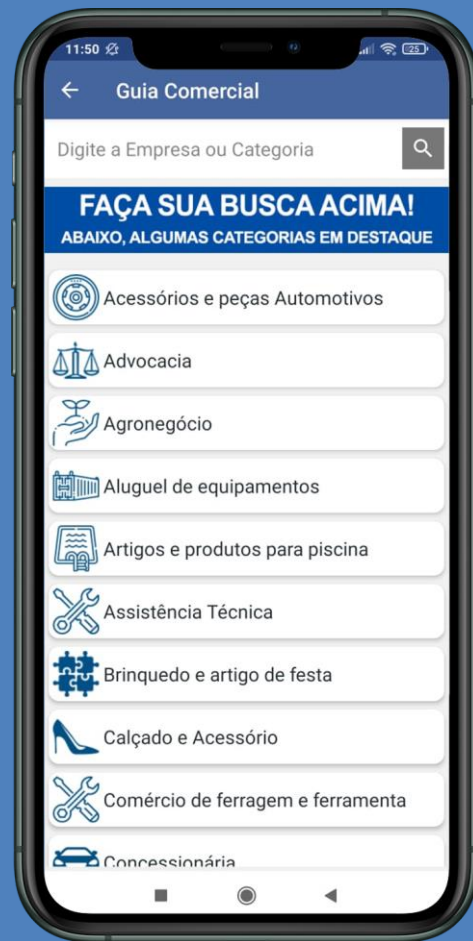 11:50
25
Guia Comercial
Digite a Empresa ou Categoria
FAÇA SUA BUSCA ACIMA!
ABAIXO, ALGUMAS CATEGORIAS EM DESTAQUE
Acessórios e peças Automotivos
Advocacia
Agronegócio
Aluguel de equipamentos
Artigos e produtos para piscina
Assistência Técnica
Brinquedo e artigo de festa
Calçado e Acessório
Comércio de ferragem e ferramenta
Concessionária